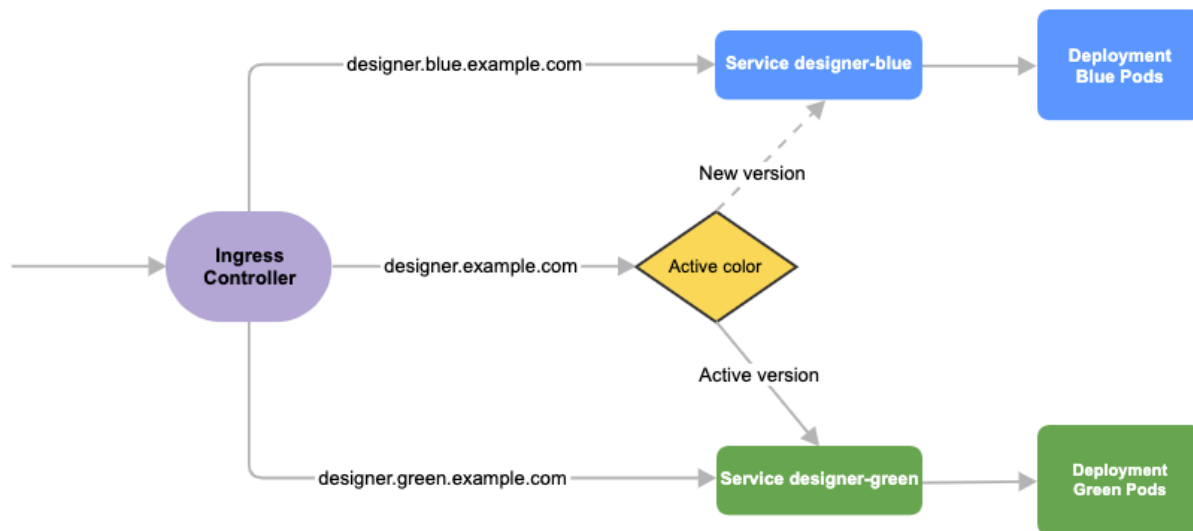 designer.blue.example.com
Service designer-blue
Deployment
Blue Pods
New version
Ingress
Controller
designer.example.com
Active color
Active version
designer.green.example.com
Service designer-green
Deployment
Green Pods